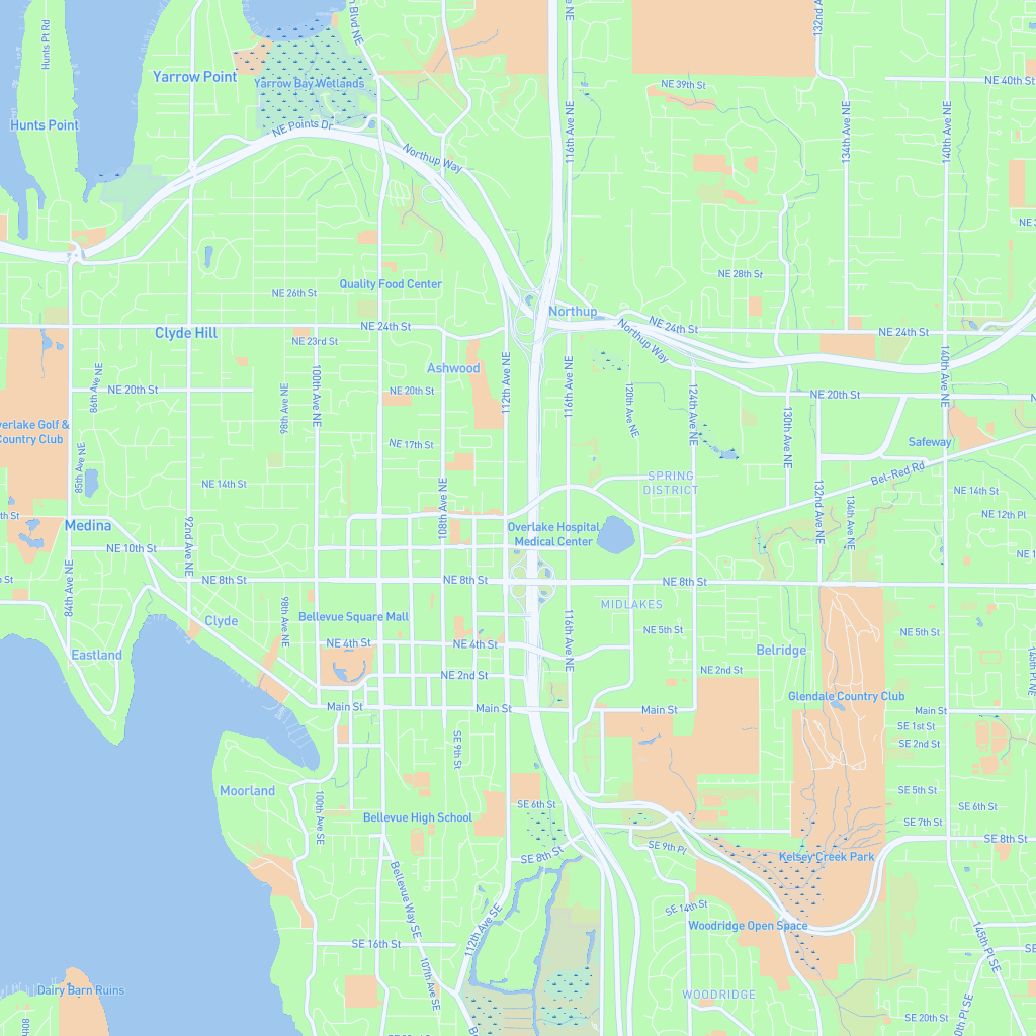 Hunts Pt Rd
132nd A
NE
116th Ave NE
134th Ave NE
140th Ave NE
NE 40th St
NE 39th St
Yarrow Point
Yarrow Bay Wetlands
Hunts Point
NE Points Dr
Northup Way
NE 28th St
Quality Food Center
NE 26th St
Northup
NE 24th St
Northup Way
NE 24th St
NE 24th St
Clyde Hill
NE 23rd St
Ashwood
86th Ave NE
NE 20th St
98th Ave NE
100th Ave NE
NE 20th St
112th Ave NE
116th Ave NE
120th Ave NE
124th Ave NE
130th Ave NE
NE 20th St
140th Ave NE
verlake Golf &
Country Club
NE 17th St
Safeway
85th Ave NE
NE 14th St
108th Ave NE
SPRING
DISTRICT
Bel-Red Rd
NE 14th St
132nd Ave NE
134th Ave NE
NE 12th Pl
Medina
92nd Ave NE
Overlake Hospital
Medical Center
NE 10th St
84th Ave NE
NE 8th St
NE 8th St
NE 8th St
98th Ave NE
Clyde
Bellevue Square Mall
MIDLAKES
116th Ave NE
NE 5th St
NE 5th St
NE 4th St
NE 4th St
Eastland
Belridge
145th Pl NE
NE 2nd St
NE 2nd St
Glendale Country Club
Main St
Main St
Main St
Main St
SE 1st St
SE 2nd St
SE 9th St
Moorland
100th Ave SE
SE 5th St
SE 6th St
SE 6th St
Bellevue High School
SE 7th St
SE 8th St
SE 8th St
SE 9th Pl
Kelsey Creek Park
Bellevue Way SE
SE 14th St
112th Ave SE
Woodridge Open Space
SE 16th St
145th Pl SE
107th Ave SE
Dairy Barn Ruins
WOODRIDGE
SE 20th St